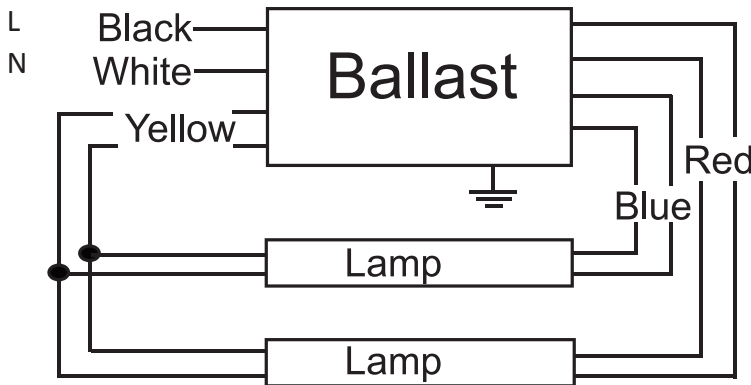 L
Black
N
White
Ballast
Yellow
Red
Blue
Lamp
Lamp